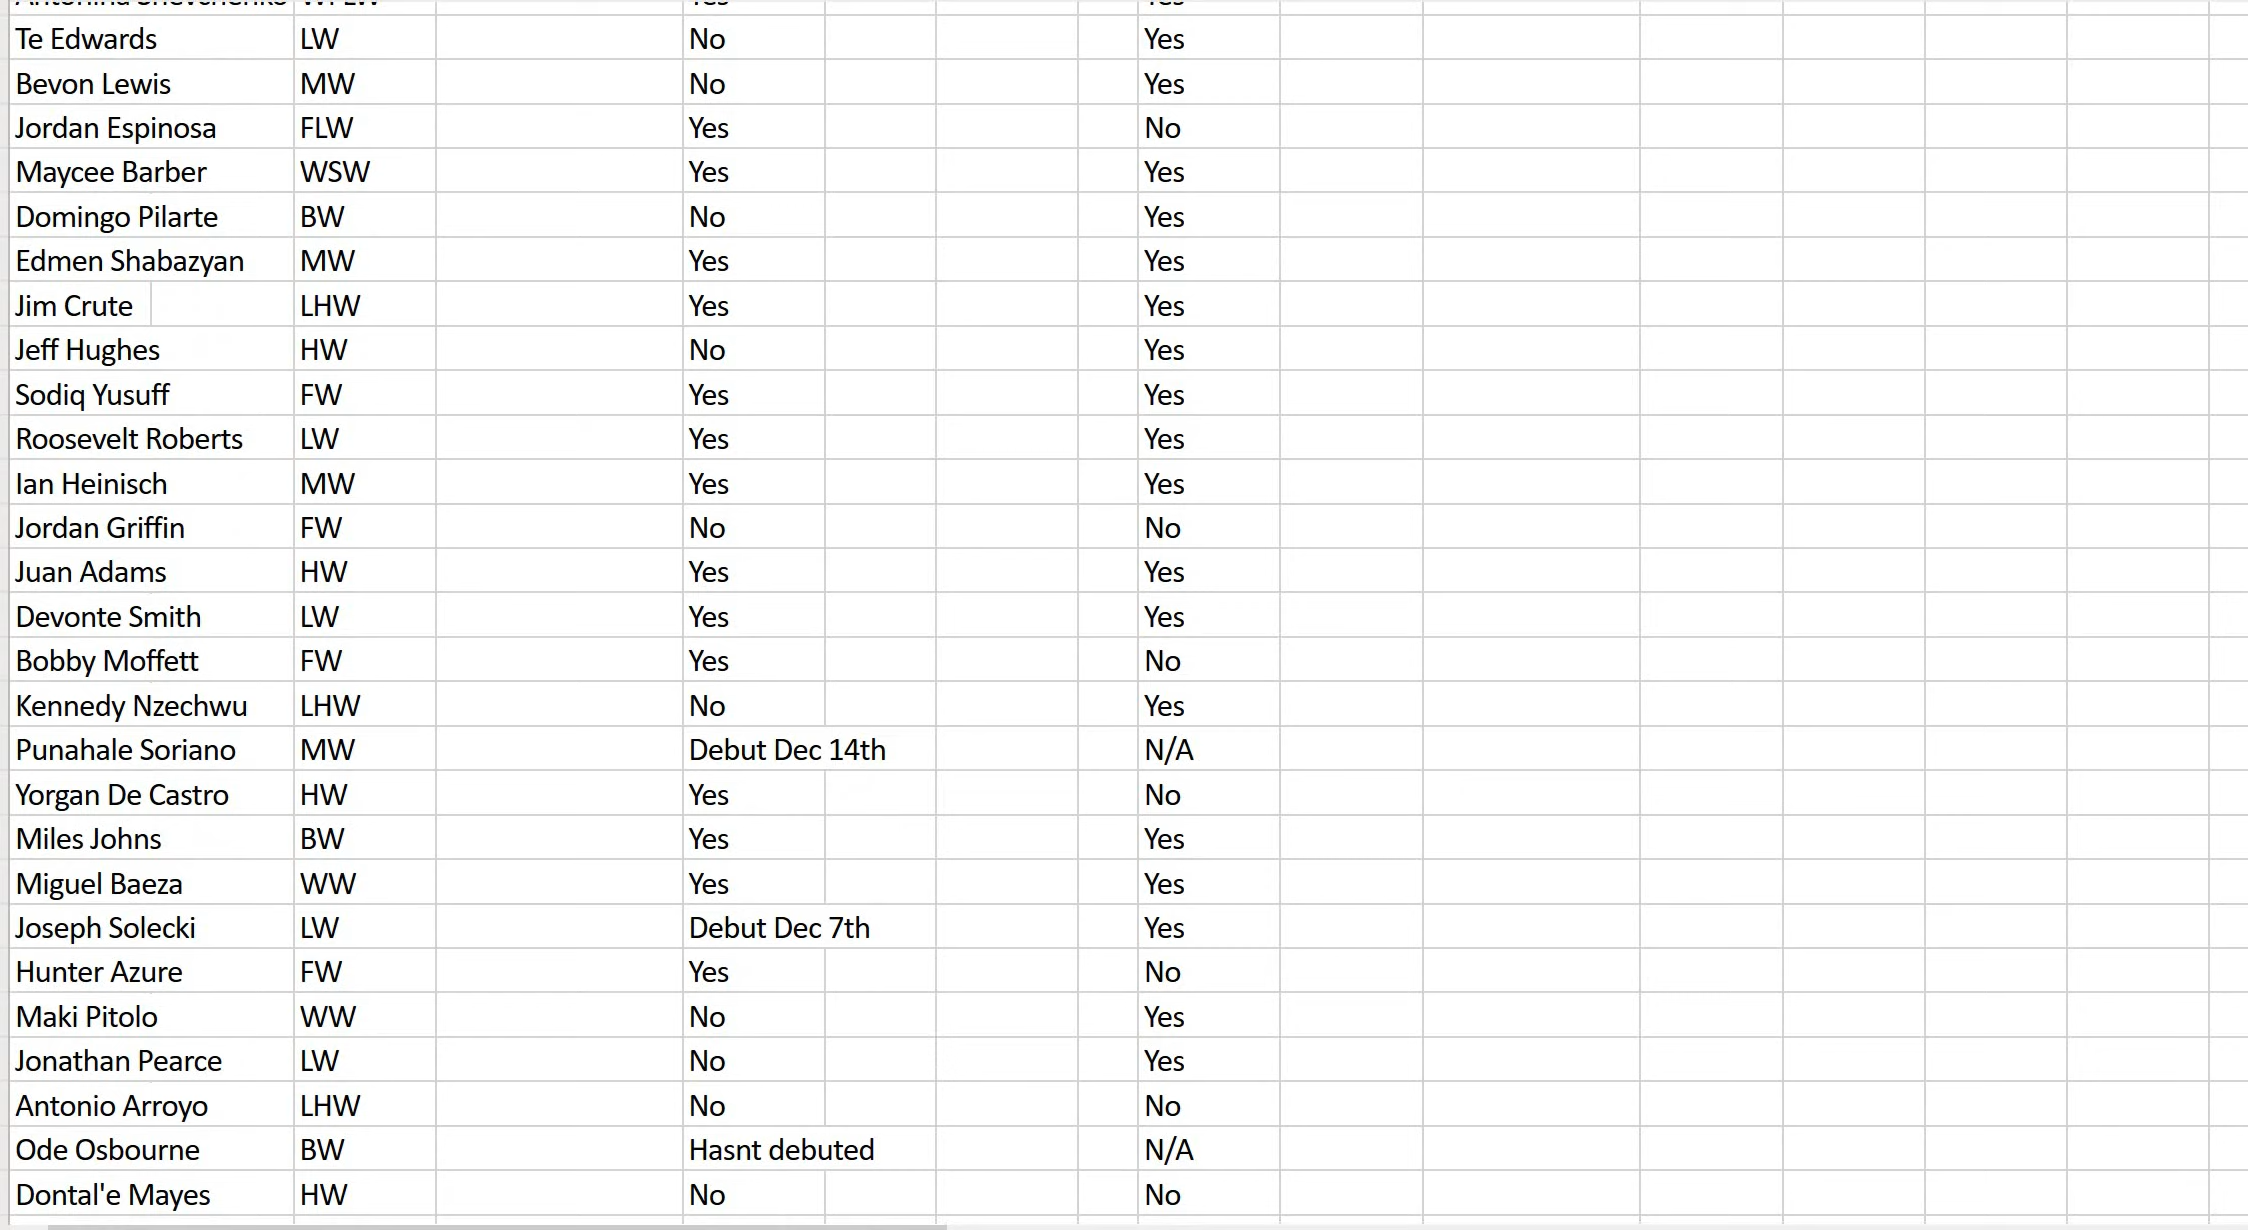 Te Edwards LW No Yes
Bevon Lewis MW No Yes
Jordan Espinosa FLW Yes No
Maycee Barber WSW Yes Yes
Domingo Pilarte BW No Yes
Edmen Shabazyan MW Yes Yes
Jim Crute LHW Yes Yes
Jeff Hughes HW No Yes
Sodiq Yusuff FW Yes Yes
Roosevelt Roberts LW Yes Yes
Ian Heinisch MW Yes Yes
Jordan Griffin FW No No
Juan Adams HW Yes Yes
Devonte Smith LW Yes Yes
Bobby Moffett FW Yes No
Kennedy Nzechwu LHW No Yes
Punahale Soriano MW Debut Dec 14th N/A
Yorgan De Castro HW Yes No
Miles Johns BW Yes Yes
Miguel Baeza WW Yes Yes
Joseph Solecki LW Debut Dec 7th Yes
Hunter Azure FW Yes No
Maki Pitolo WW No Yes
Jonathan Pearce LW No Yes
Antonio Arroyo LHW No No
Ode Osbourne BW Hasnt debuted N/A
Dontal'e Mayes HW No No